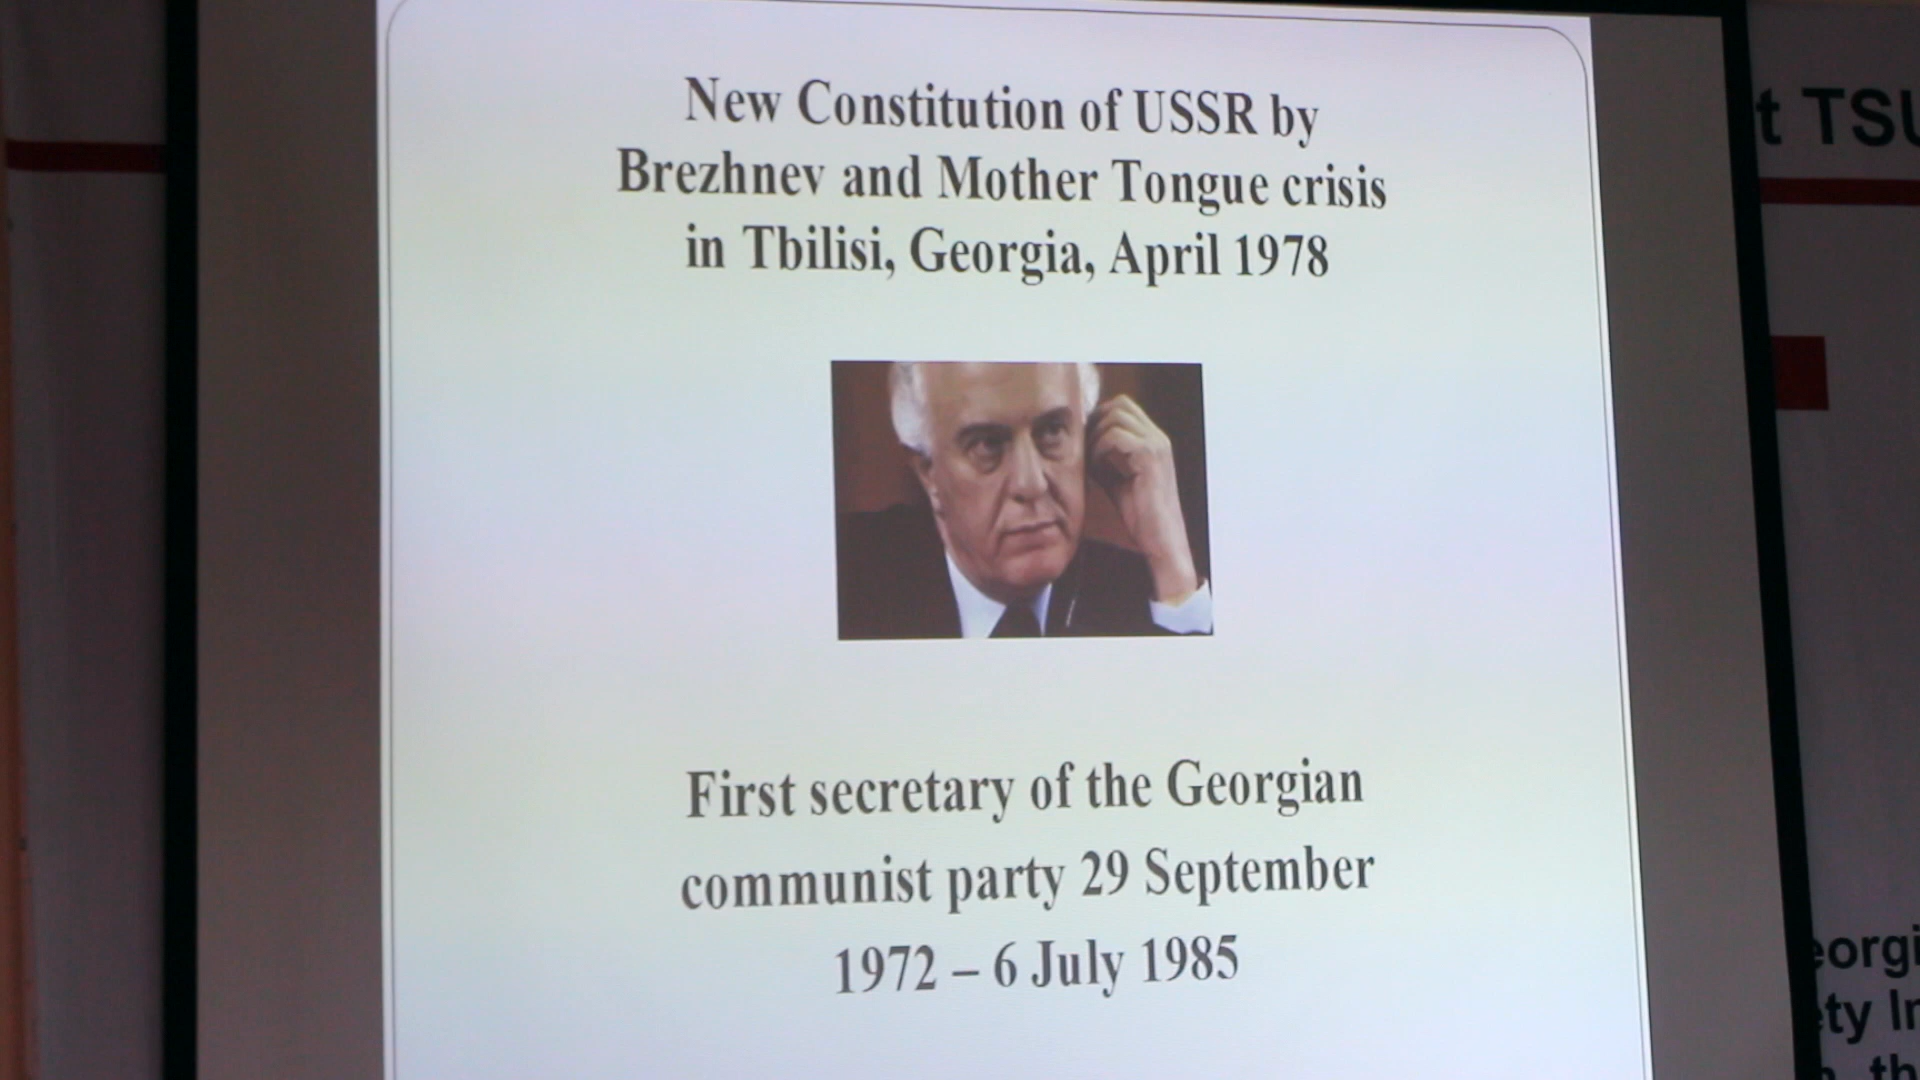 New Constitution of USSR by
Brezhnev and Mother Tongue crisis
in Tbilisi, Georgia, April 1978
First secretary of the Georgian
communist party 29 September
1972 – 6 July 1985
t TSU